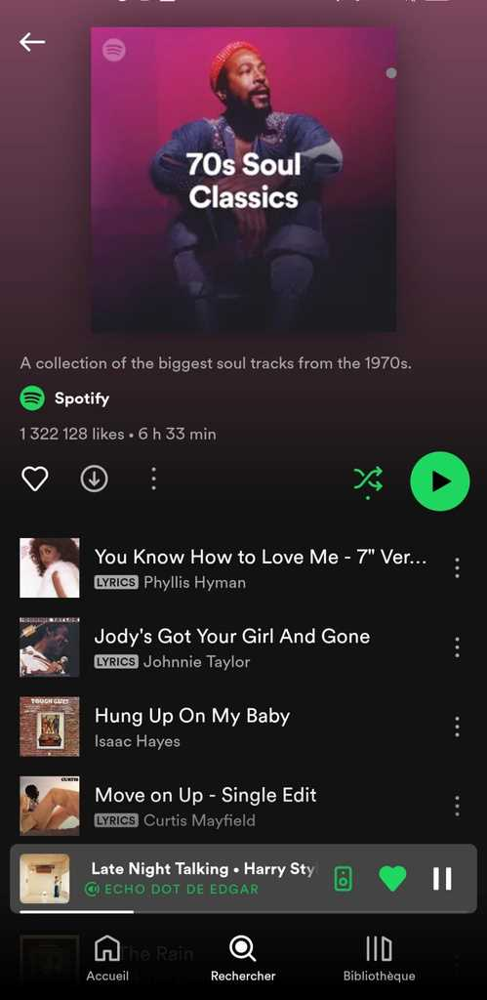 70s Soul
Classics
A collection of the biggest soul tracks from the 1970s.
Spotify
1 322 128 likes • 6 h 33 min
You Know How to Love Me - 7" Ver...
LYRICS Phyllis Hyman
Jody's Got Your Girl And Gone
LYRICS Johnnie Taylor
TOUGH GUYS
Hung Up On My Baby
Isaac Hayes
CURTIS
Move on Up - Single Edit
LYRICS Curtis Mayfield
Late Night Talking • Harry Sty
ECHO DOT DE EDGAR
The Rain
Accueil
Rechercher
Bibliothèque